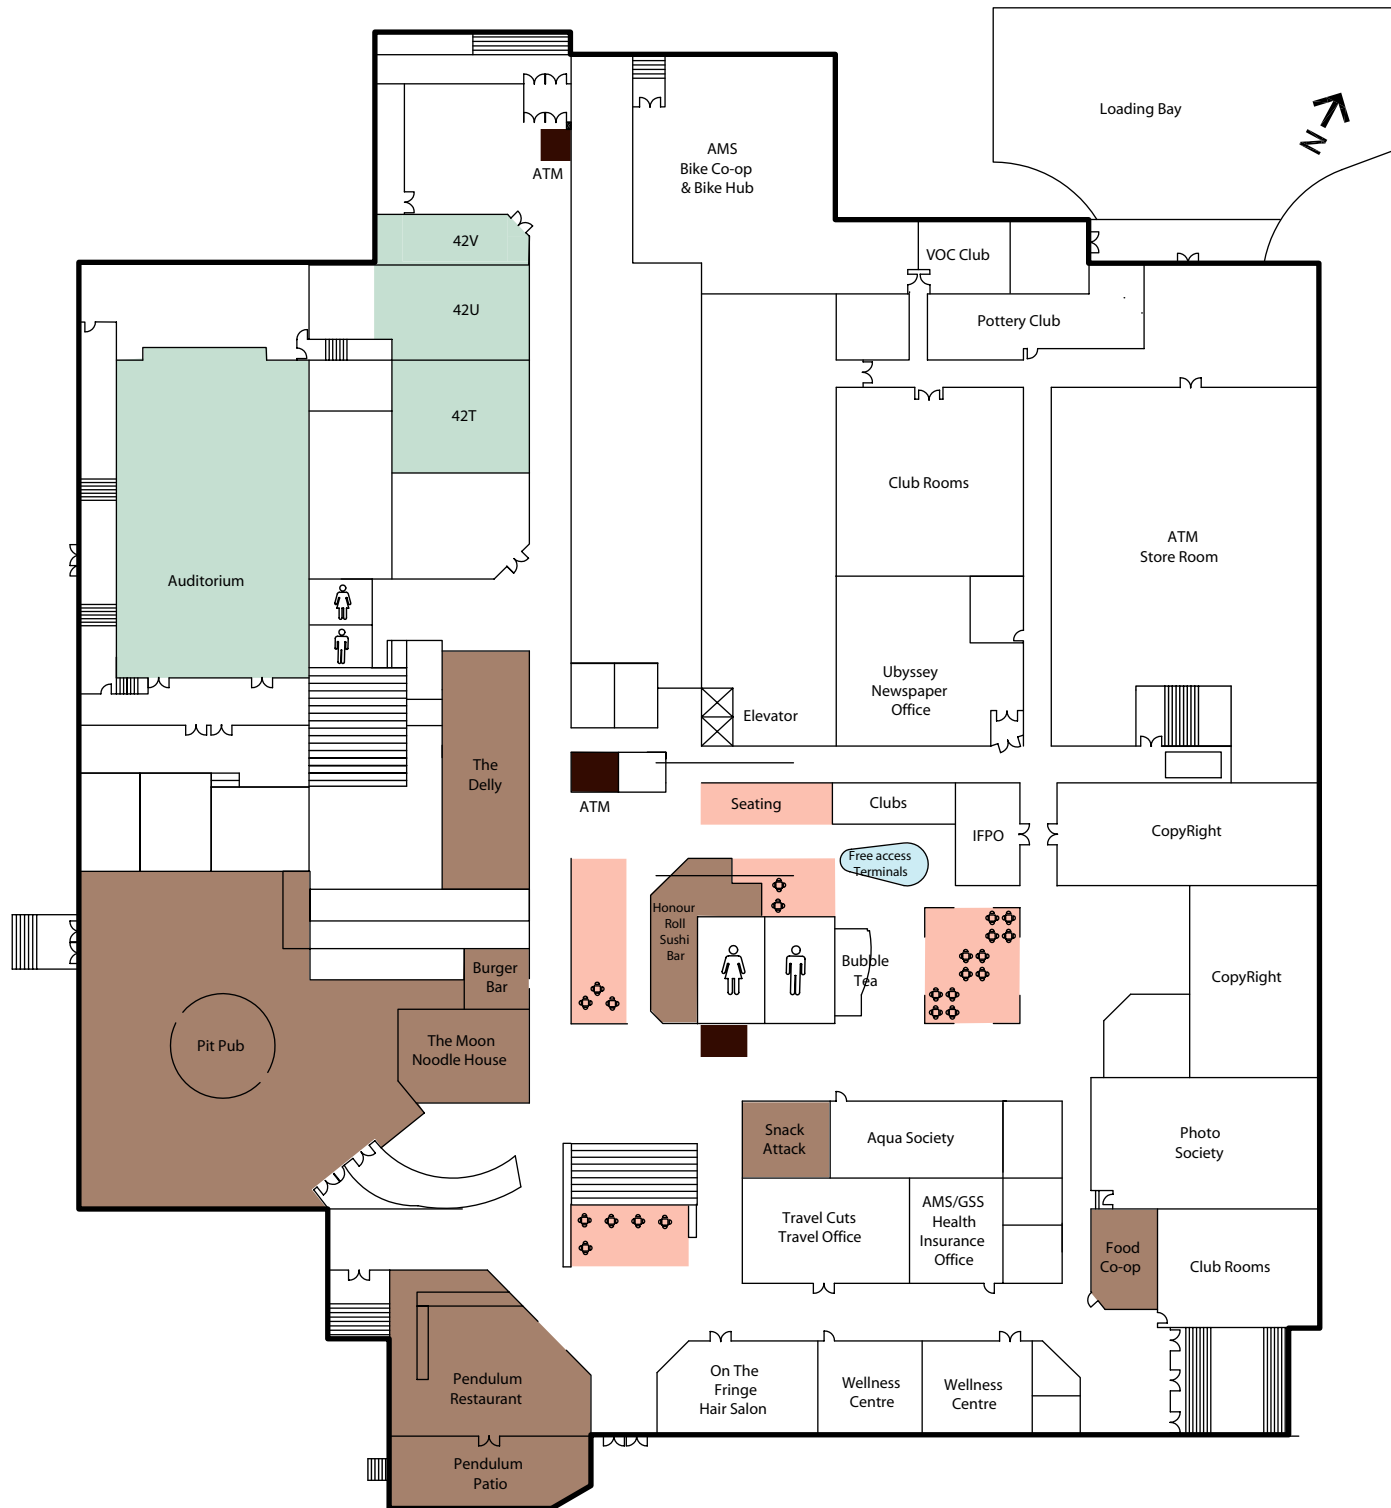 Loading Bay
N
AMS
Bike Co-op
& Bike Hub
ATM
42V
VOC Club
42U
Pottery Club
42T
Club Rooms
ATM
Store Room
Auditorium
Ubyssey
Newspaper
Office
Elevator
The
Delly
ATM
Seating
Clubs
IFPO
CopyRight
Free access
Terminals
Honour
Roll
Sushi
Bar
Bubble
Tea
Burger
Bar
CopyRight
Pit Pub
The Moon
Noodle House
Snack
Attack
Aqua Society
Photo
Society
Travel Cuts
Travel Office
AMS/GSS
Health
Insurance
Office
Food
Co-op
Club Rooms
On The
Fringe
Hair Salon
Wellness
Centre
Wellness
Centre
Pendulum
Restaurant
Pendulum
Patio